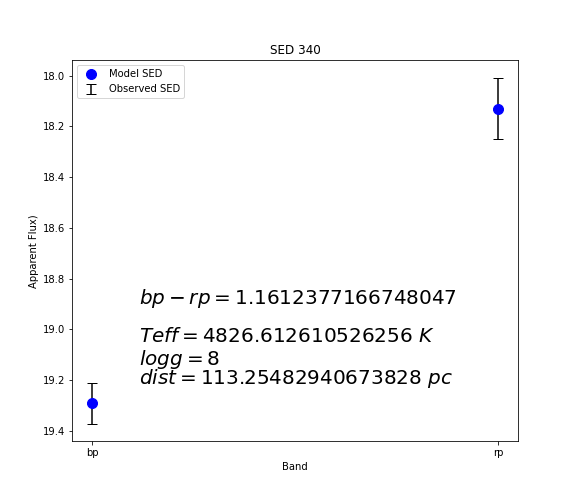 SED 340
Model SED
Observed SED
18.0
18.2
18.4
18.6
18.8
19.0
19.2
19.4
Apparent Flux)
bp − rp = 1.1612377166748047
Teff = 4826.612610526256 K
logg = 8
dist = 113.25482940673828 pc
bp
rp
Band